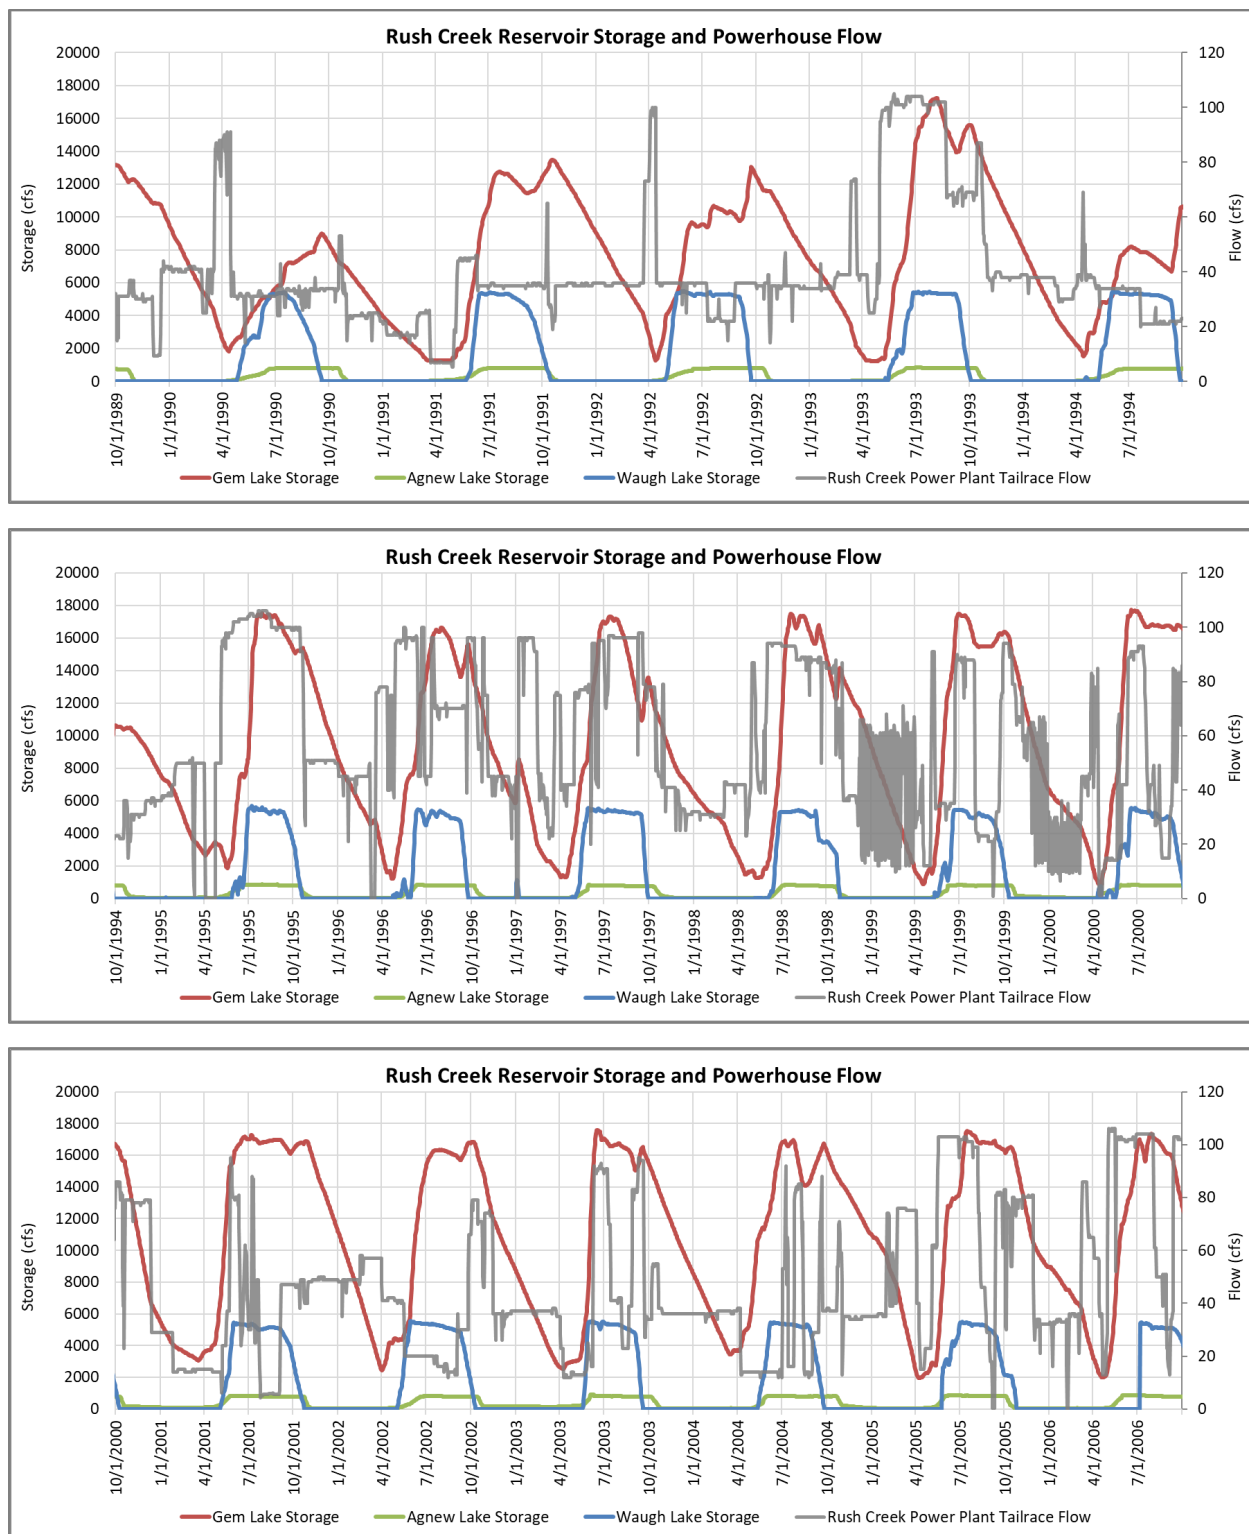 Rush Creek Reservoir Storage and Powerhouse Flow
20000 120
18000
16000 100
14000
12000 80
10000 60
8000
6000 40
4000 20
2000
0 0
Storage (cfs)
Flow (cfs)
10/1/1989 1/1/1990 4/1/1990 7/1/1990 10/1/1990 1/1/1991 4/1/1991 7/1/1991 10/1/1991 1/1/1992 4/1/1992 7/1/1992 10/1/1992 1/1/1993 4/1/1993 7/1/1993 10/1/1993 1/1/1994 4/1/1994 7/1/1994
Gem Lake Storage Agnew Lake Storage Waugh Lake Storage Rush Creek Power Plant Tailrace Flow
Rush Creek Reservoir Storage and Powerhouse Flow
20000 120
18000
16000 100
14000
12000 80
10000 60
8000
6000 40
4000 20
2000
0 0
Storage (cfs)
Flow (cfs)
10/1/1994 1/1/1995 4/1/1995 7/1/1995 10/1/1995 1/1/1996 4/1/1996 7/1/1996 10/1/1996 1/1/1997 4/1/1997 7/1/1997 10/1/1997 1/1/1998 4/1/1998 7/1/1998 10/1/1998 1/1/1999 4/1/1999 7/1/1999 10/1/1999 1/1/2000 4/1/2000 7/1/2000
Gem Lake Storage Agnew Lake Storage Waugh Lake Storage Rush Creek Power Plant Tailrace Flow
Rush Creek Reservoir Storage and Powerhouse Flow
20000 120
18000
16000 100
14000
12000 80
10000 60
8000
6000 40
4000 20
2000
0 0
Storage (cfs)
Flow (cfs)
10/1/2000 1/1/2001 4/1/2001 7/1/2001 10/1/2001 1/1/2002 4/1/2002 7/1/2002 10/1/2002 1/1/2003 4/1/2003 7/1/2003 10/1/2003 1/1/2004 4/1/2004 7/1/2004 10/1/2004 1/1/2005 4/1/2005 7/1/2005 10/1/2005 1/1/2006 4/1/2006 7/1/2006
Gem Lake Storage Agnew Lake Storage Waugh Lake Storage Rush Creek Power Plant Tailrace Flow